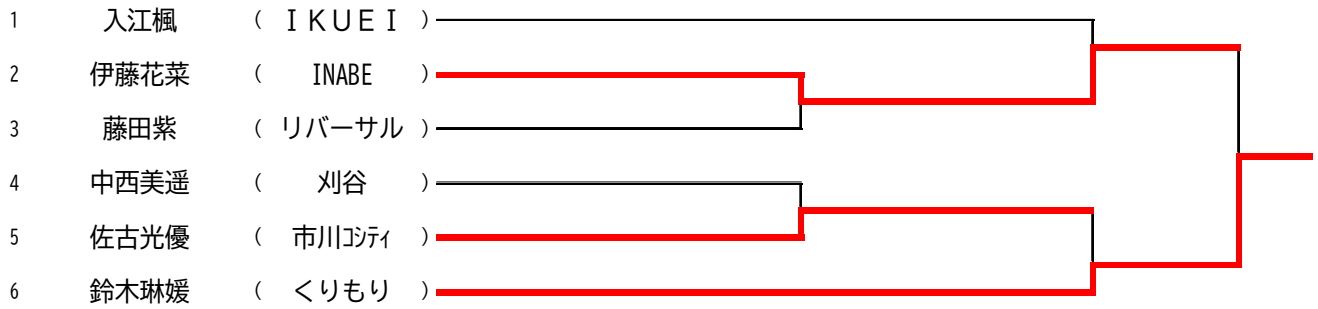 1 入江楓 ( ＩＫＵＥＩ )
2 伊藤花菜 ( INABE )
3 藤田紫 ( リバーサル )
4 中西美遥 ( 刈谷 )
5 佐古光優 ( 市川ｺｼﾃｨ )
6 鈴木琳媛 ( くりもり )